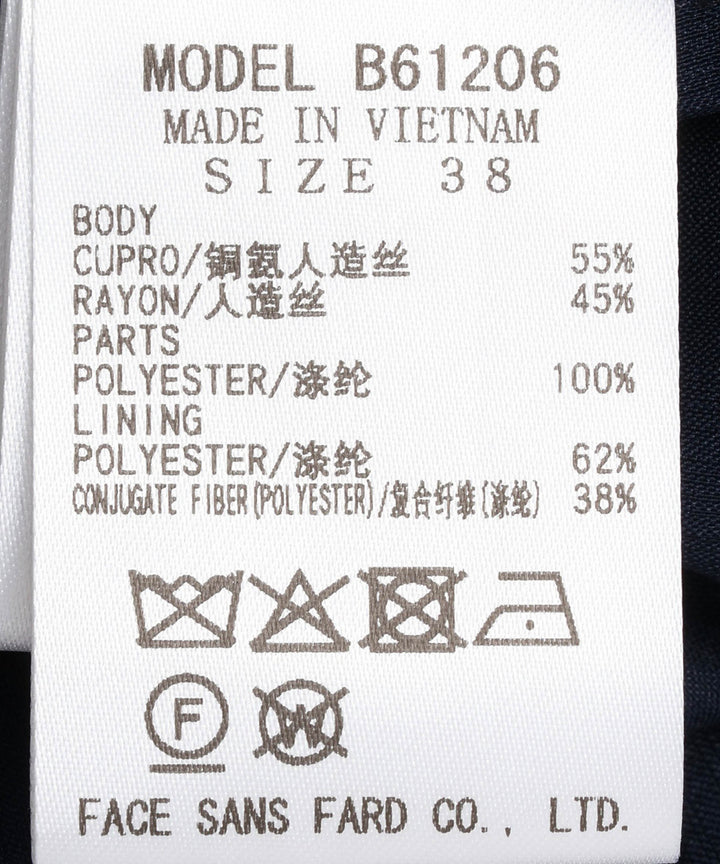 MODEL B61206
MADE IN VIETNAM
SIZE 38
BODY
CUPRO/铜氨人造丝 55%
RAYON/人造丝 45%
PARTS
POLYESTER/涤纶 100%
LINING
POLYESTER/涤纶 62%
CONJUGATE FIBER(POLYESTER)/复合纤维(涤纶) 38%
F W
FACE SANS FARD CO., LTD.